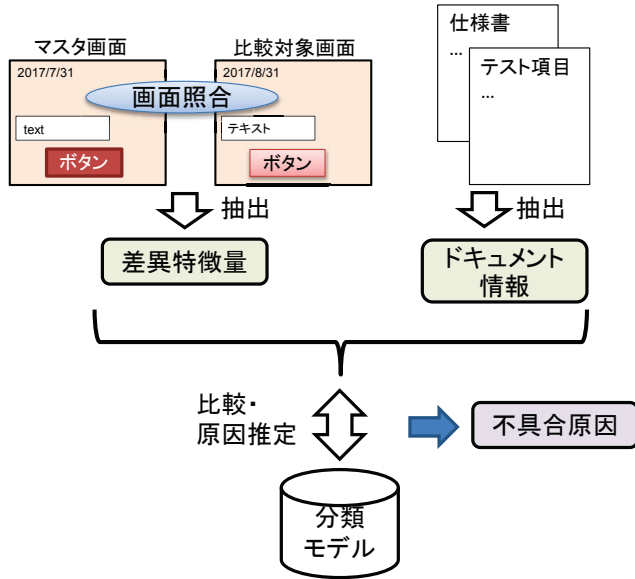 マスタ画面
比較対象画面
2017/7/31
2017/8/31
画面照合
text
テキスト
ボタン
ボタン
仕様書
...
テスト項目
...
抽出
抽出
差異特徴量
ドキュメント
情報
比較・
原因推定
不具合原因
分類
モデル